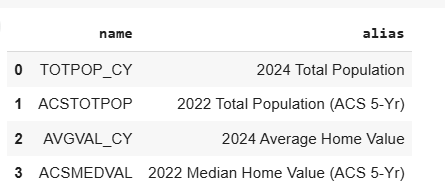 name alias
0 TOTPOP_CY 2024 Total Population
1 ACSTOTPOP 2022 Total Population (ACS 5-Yr)
2 AVGVAL_CY 2024 Average Home Value
3 ACSMEDVAL 2022 Median Home Value (ACS 5-Yr)